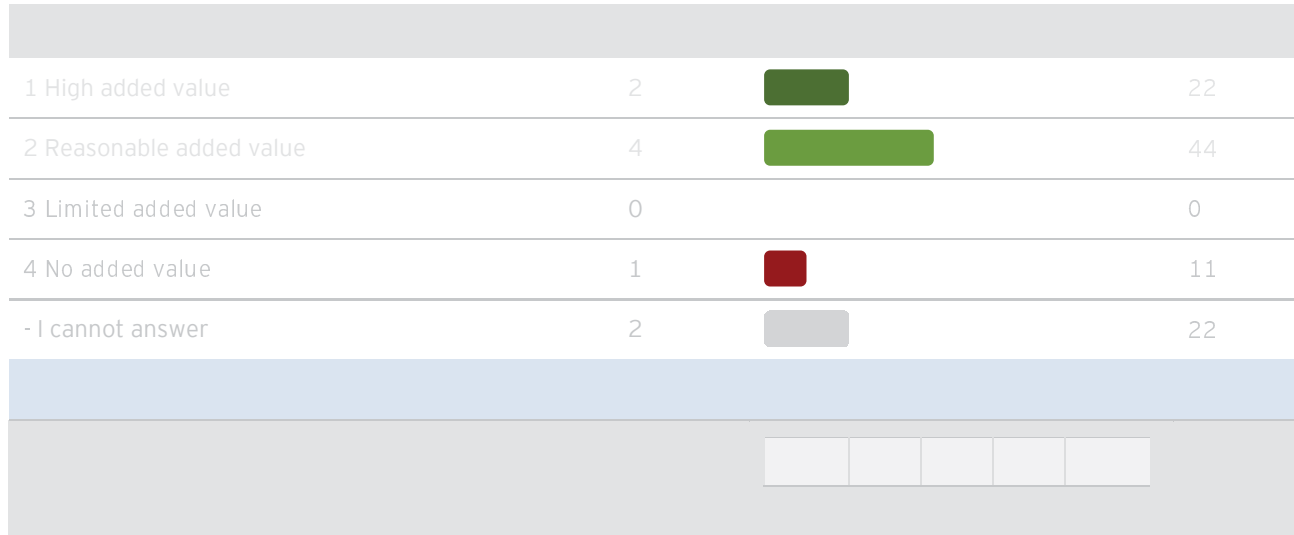 1 High added value 2 22
2 Reasonable added value 4 44
3 Limited added value 0 0
4 No added value 1 11
- I cannot answer 2 22